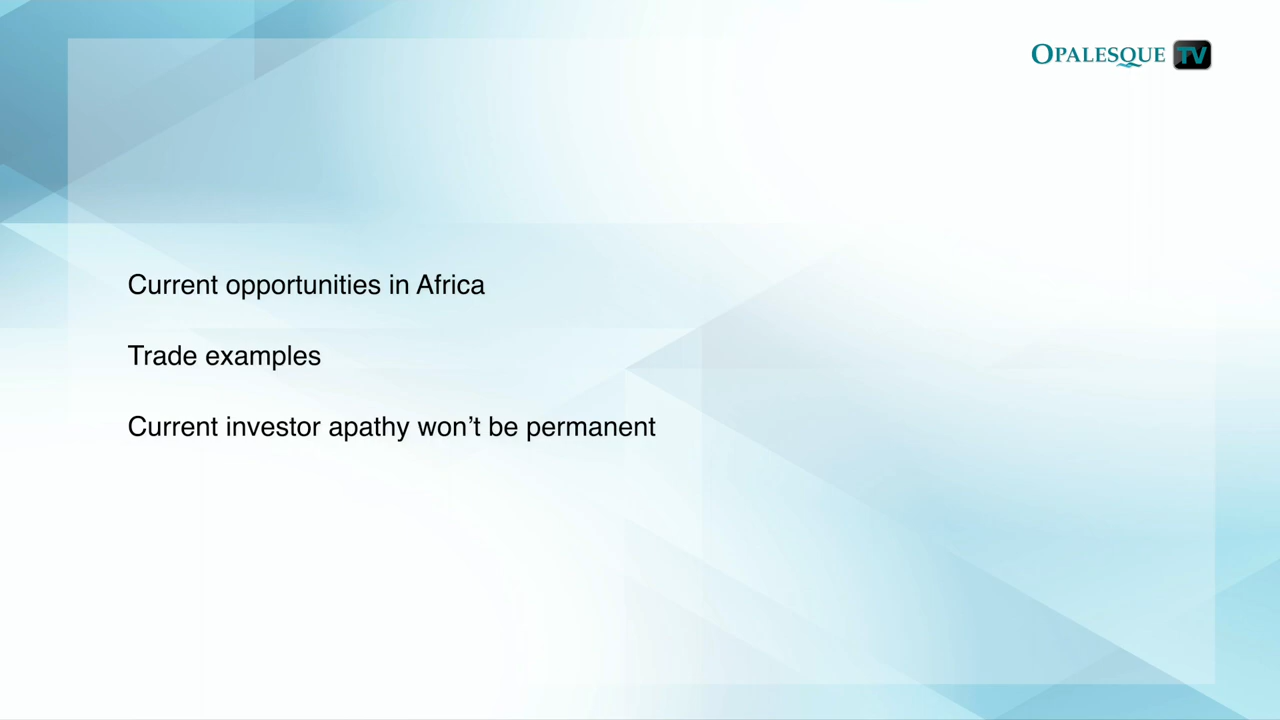 OPALESQUE TV
Current opportunities in Africa
Trade examples
Current investor apathy won’t be permanent